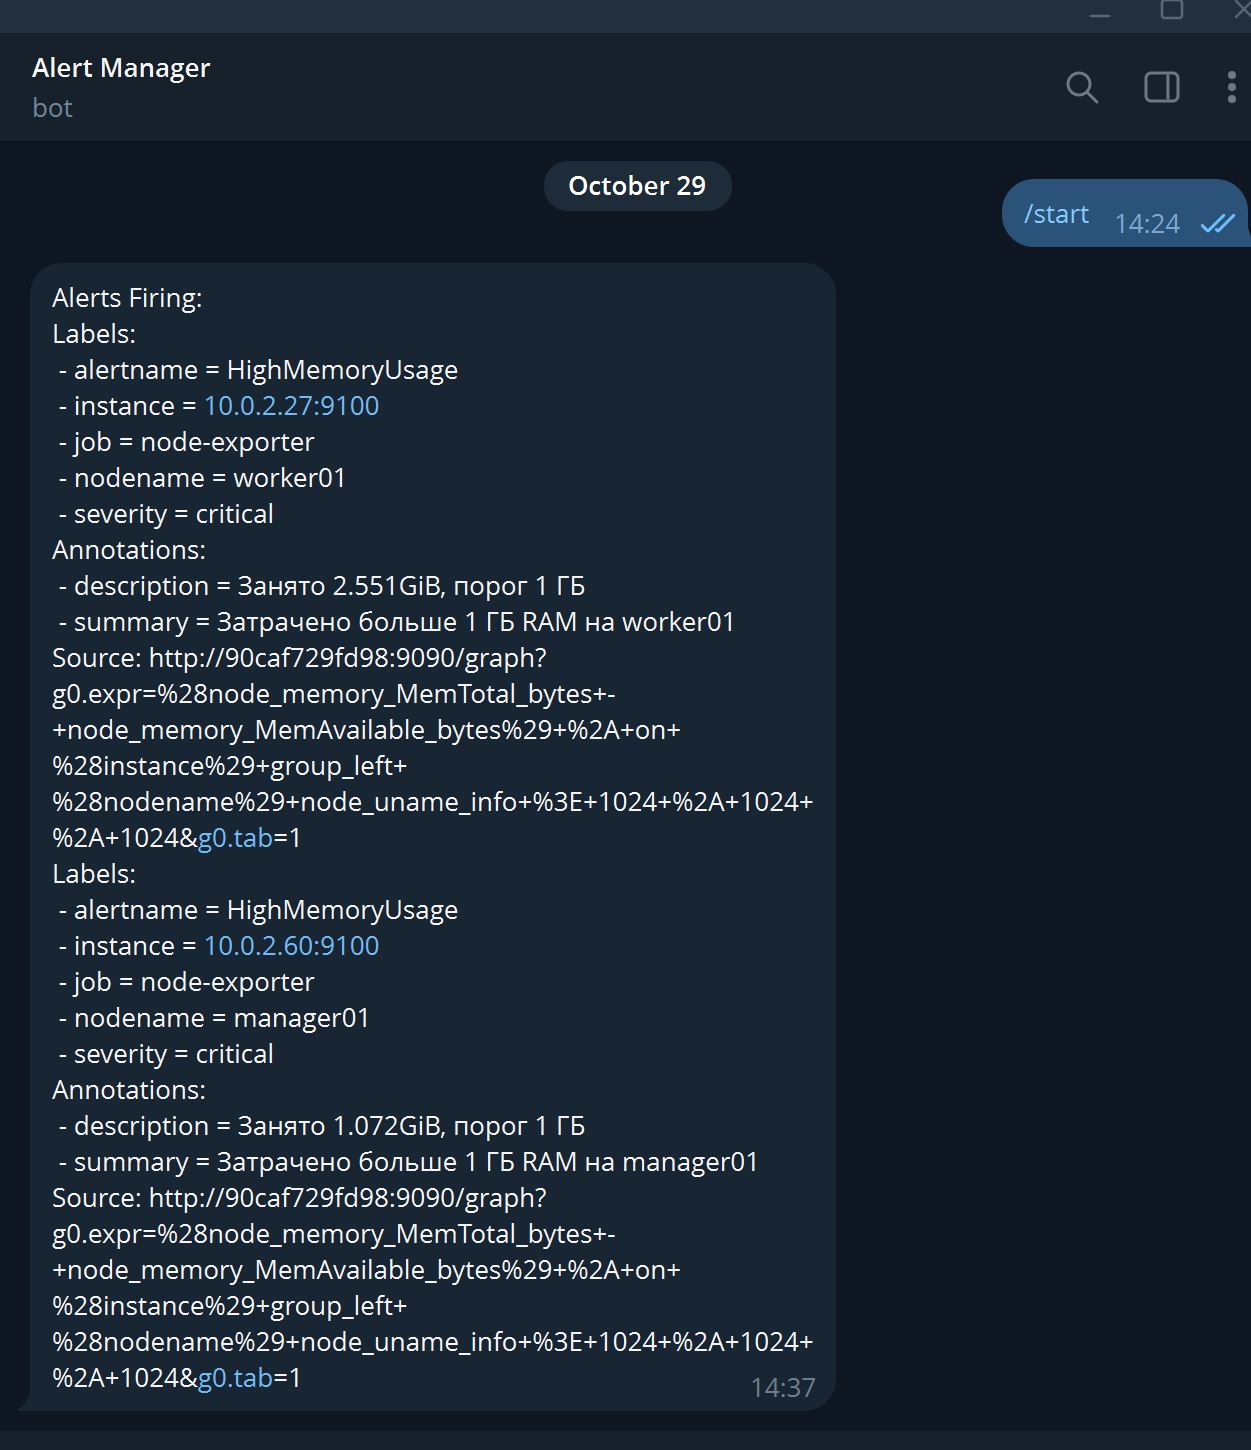 Alert Manager
bot
October 29
/start 14:24
Alerts Firing:
Labels:
- alertname = HighMemoryUsage
- instance = 10.0.2.27:9100
- job = node-exporter
- nodename = worker01
- severity = critical
Annotations:
- description = Занято 2.551GiB, порог 1 ГБ
- summary = Затрачено больше 1 ГБ RAM на worker01
Source: http://90caf729fd98:9090/graph?
g0.expr=%28node_memory_MemTotal_bytes+-
+node_memory_MemAvailable_bytes%29+%2A+on+
%28instance%29+group_left+
%28nodename%29+node_uname_info+%3E+1024+%2A+1024+
%2A+1024&g0.tab=1
Labels:
- alertname = HighMemoryUsage
- instance = 10.0.2.60:9100
- job = node-exporter
- nodename = manager01
- severity = critical
Annotations:
- description = Занято 1.072GiB, порог 1 ГБ
- summary = Затрачено больше 1 ГБ RAM на manager01
Source: http://90caf729fd98:9090/graph?
g0.expr=%28node_memory_MemTotal_bytes+-
+node_memory_MemAvailable_bytes%29+%2A+on+
%28instance%29+group_left+
%28nodename%29+node_uname_info+%3E+1024+%2A+1024+
%2A+1024&g0.tab=1
14:37